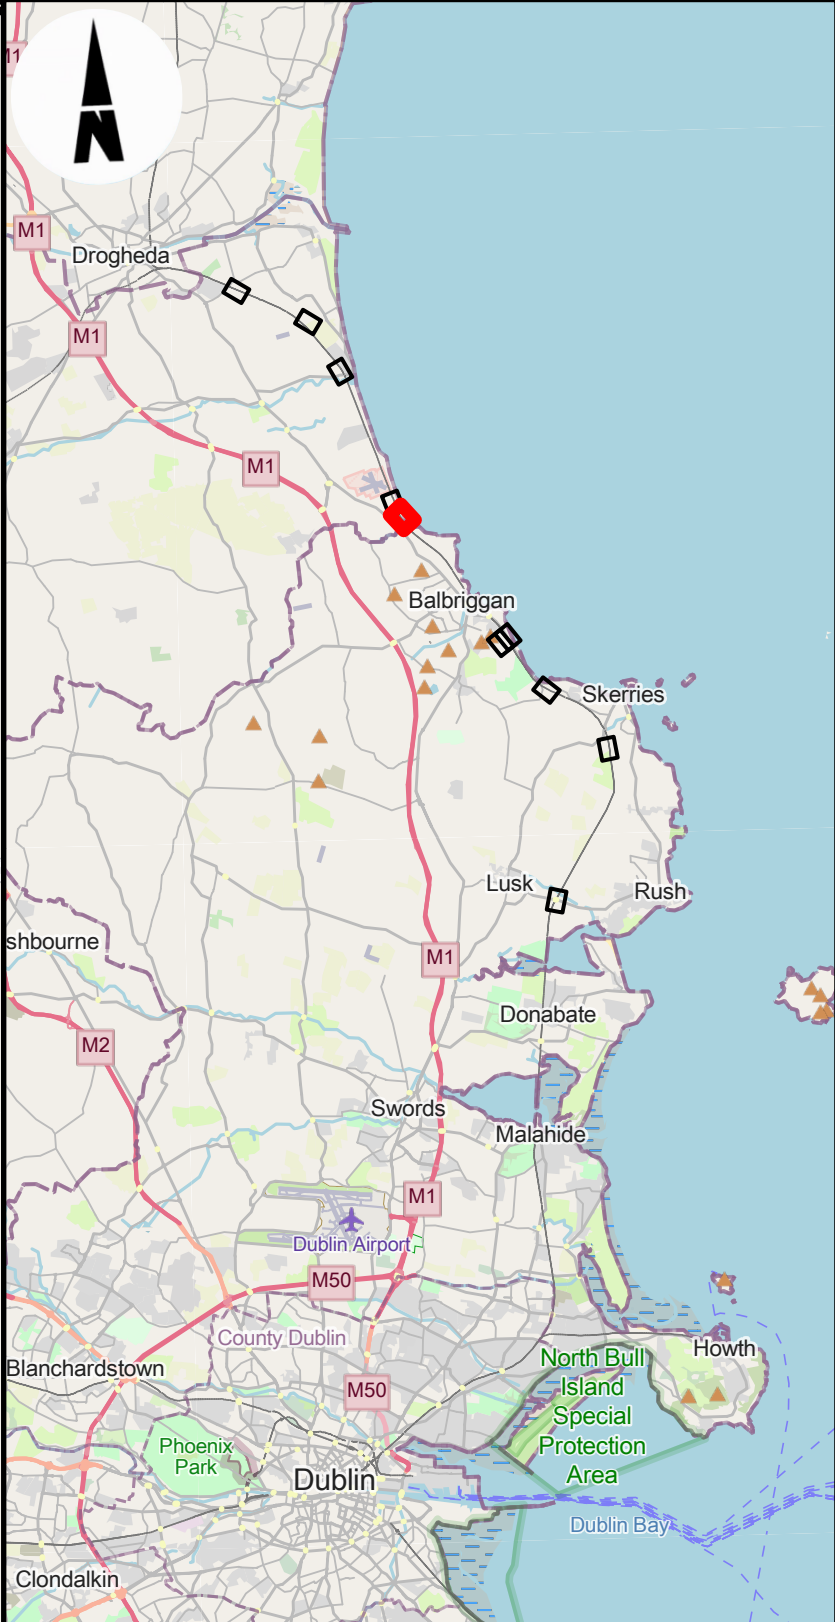 M1
N
M1
Drogheda
M1
M1
Balbriggan
Skerries
Lusk
Rush
shbourne
M1
Donabate
M2
Swords
Malahide
M1
Dublin Airport
M50
County Dublin
Howth
North Bull
Island
Special
Protection
Area
Blanchardstown
M50
Phoenix
Park
Dublin
Dublin Bay
Clondalkin